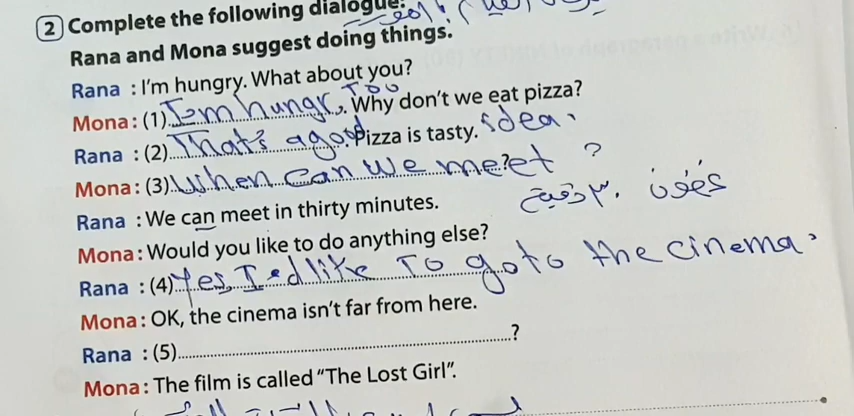 2 Complete the following dialogue:
Rana and Mona suggest doing things.
Rana : I'm hungry. What about you?
Mona : (1) I am hungr, Too. Why don't we eat pizza?
Rana : (2) That's a good Pizza is tasty. idea.
Mona : (3) When can we meet ?
Rana : We can meet in thirty minutes.
Mona : Would you like to do anything else?
Rana : (4) Yes, I'd like To go to the cinema.
Mona : OK, the cinema isn't far from here.
Rana : (5) ?
Mona : The film is called "The Lost Girl".